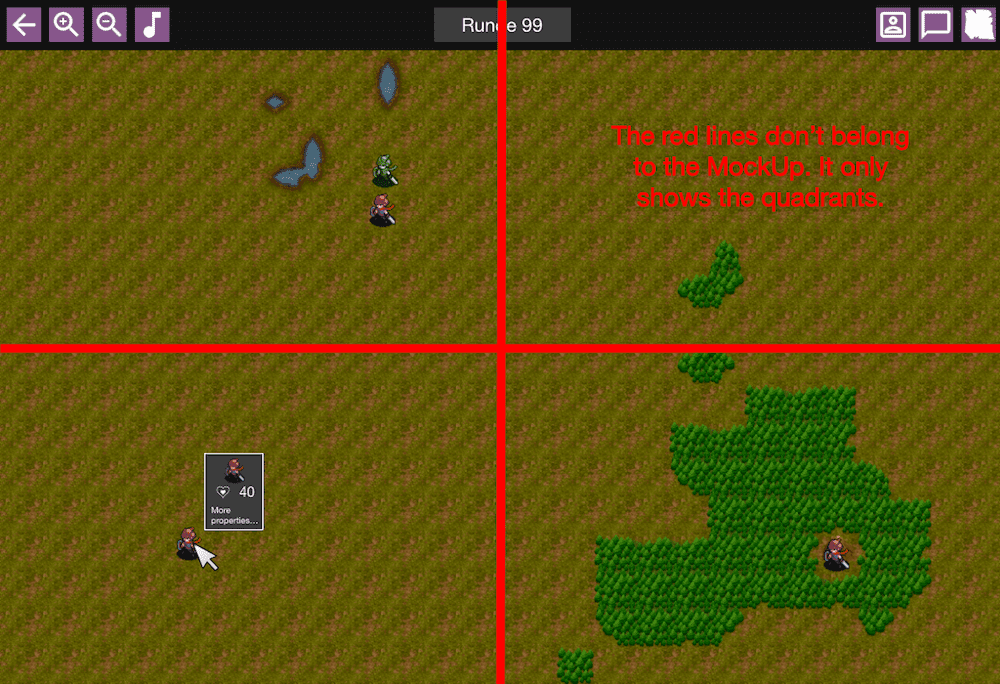 Runde 99
The red lines don't belong
to the MockUp. It only
shows the quadrants.
40
More
properties...